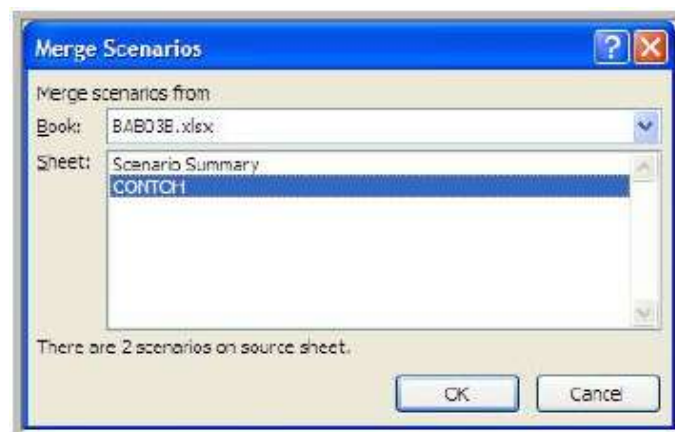 Merge Scenarios
Merge scenarios from
Book: BAB03B.xlsx
Sheet: Scenario Summary
CONTOH
There are 2 scenarios on source sheet.
OK Cancel